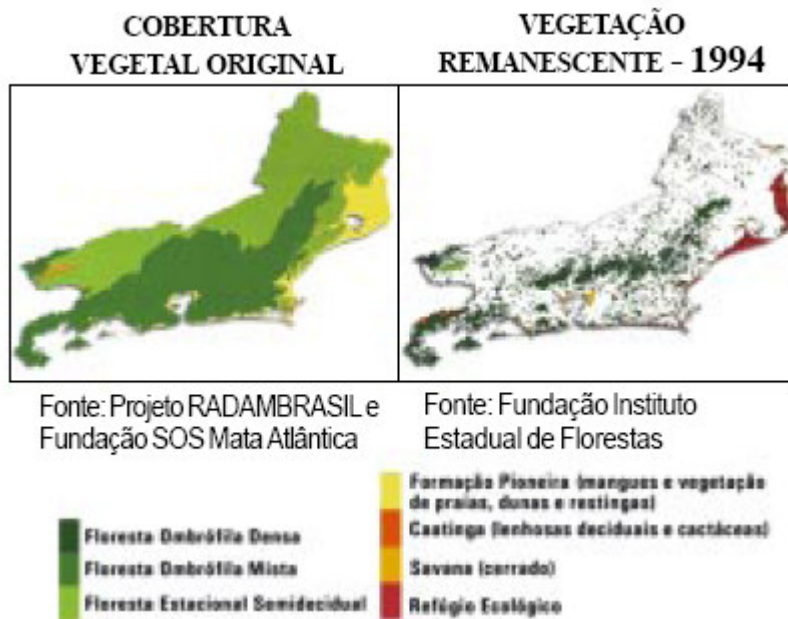 COBERTURA
VEGETAL ORIGINAL
VEGETAÇÃO
REMANESCENTE - 1994
Fonte: Projeto RADAMBRASIL e
Fundação SOS Mata Atlântica
Fonte: Fundação Instituto
Estadual de Florestas
Floresta Ombrófila Densa
Floresta Ombrófila Mista
Floresta Estacional Semidecidual
Formação Pioneira (mangues e vegetação
de praias, dunas e restingas)
Caatinga (lenhosas deciduais e cactáceas)
Savana (cerrado)
Refúgio Ecológico